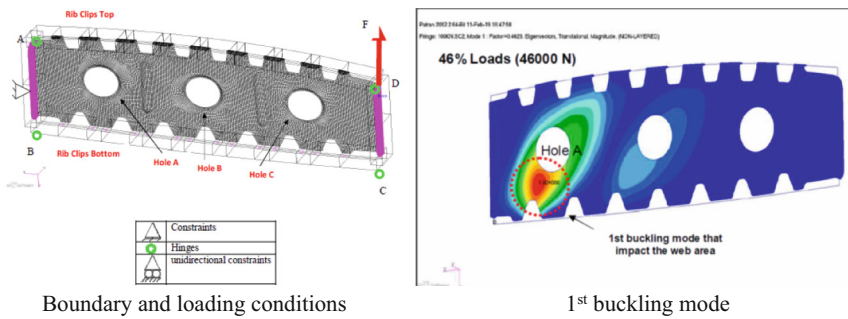 Rib Clips Top
F
A
D
B
Rib Clips Bottom
Hole A
Hole B
Hole C
C
Constraints
Hinges
unidirectional constraints
Boundary and loading conditions
46% Loads (46000 N)
Hole A
1st buckling mode that
impact the web area
1st buckling mode